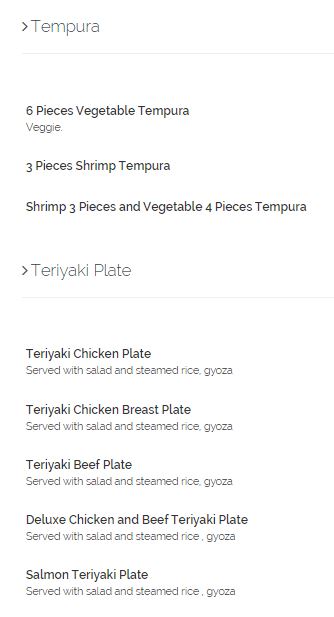 Tempura
6 Pieces Vegetable Tempura
Veggie.
3 Pieces Shrimp Tempura
Shrimp 3 Pieces and Vegetable 4 Pieces Tempura
Teriyaki Plate
Teriyaki Chicken Plate
Served with salad and steamed rice, gyoza
Teriyaki Chicken Breast Plate
Served with salad and steamed rice, gyoza
Teriyaki Beef Plate
Served with salad and steamed rice, gyoza
Deluxe Chicken and Beef Teriyaki Plate
Served with salad and steamed rice , gyoza
Salmon Teriyaki Plate
Served with salad and steamed rice , gyoza